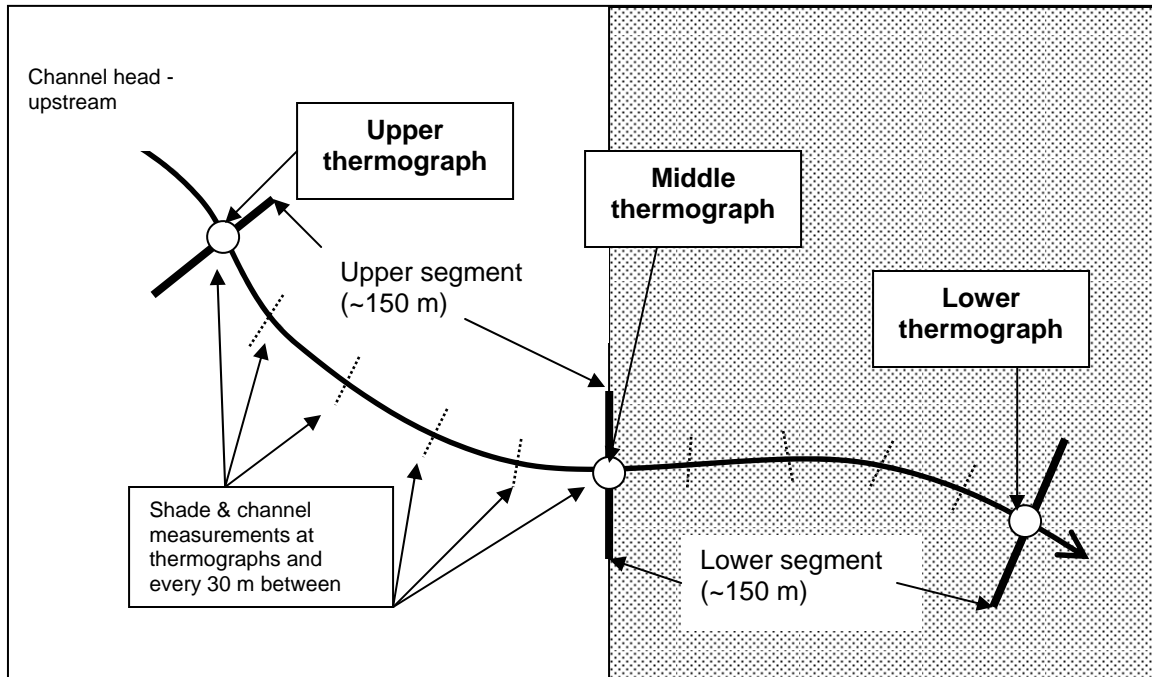 Channel head -
upstream
Upper
thermograph
Middle
thermograph
Upper segment
(~150 m)
Lower
thermograph
Shade & channel
measurements at
thermographs and
every 30 m between
Lower segment
(~150 m)